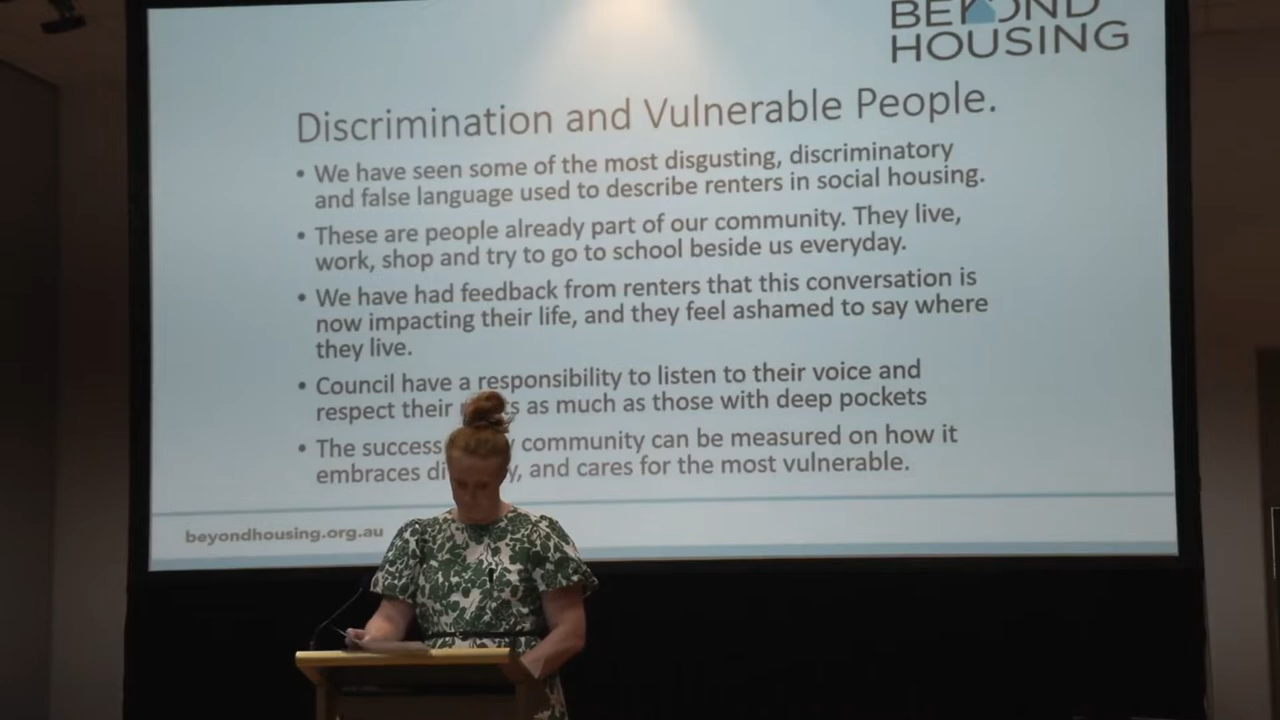 BEYOND
HOUSING
Discrimination and Vulnerable People.
• We have seen some of the most disgusting, discriminatory
and false language used to describe renters in social housing.
• These are people already part of our community. They live,
work, shop and try to go to school beside us everyday.
• We have had feedback from renters that this conversation is
now impacting their life, and they feel ashamed to say where
they live.
• Council have a responsibility to listen to their voice and
respect their as much as those with deep pockets
• The success community can be measured on how it
embraces and cares for the most vulnerable.
beyondhousing.org.au